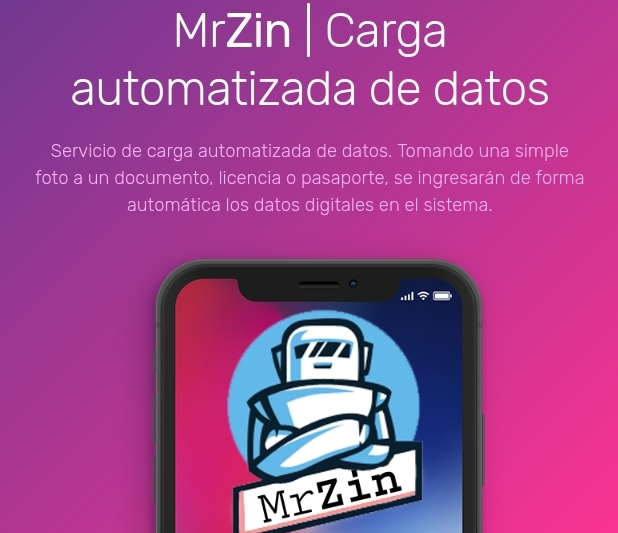 MrZin | Carga
automatizada de datos
Servicio de carga automatizada de datos. Tomando una simple
foto a un documento, licencia o pasaporte, se ingresarán de forma
automática los datos digitales en el sistema.
MrZin